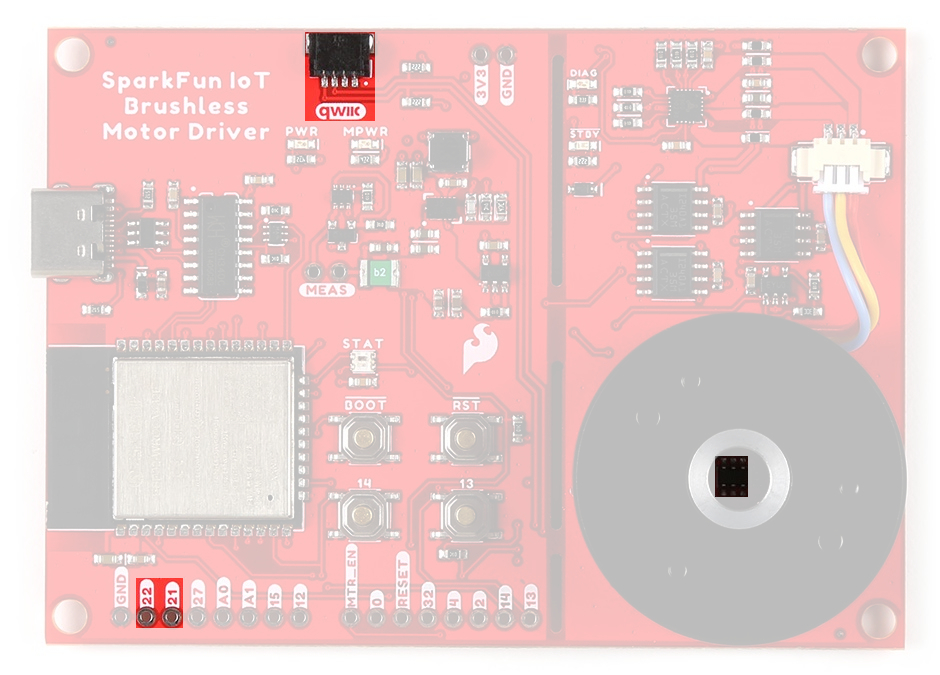 SparkFun IoT
Brushless
Motor Driver
qwiic
3V3
GND
DIAG
STBY
PWR
MPWR
MEAS
b2
STAT
BOOT
RST
14
13
GND
22
21
27
A0
A1
15
12
MTR_EN
0
RESET
32
4
2
14
13